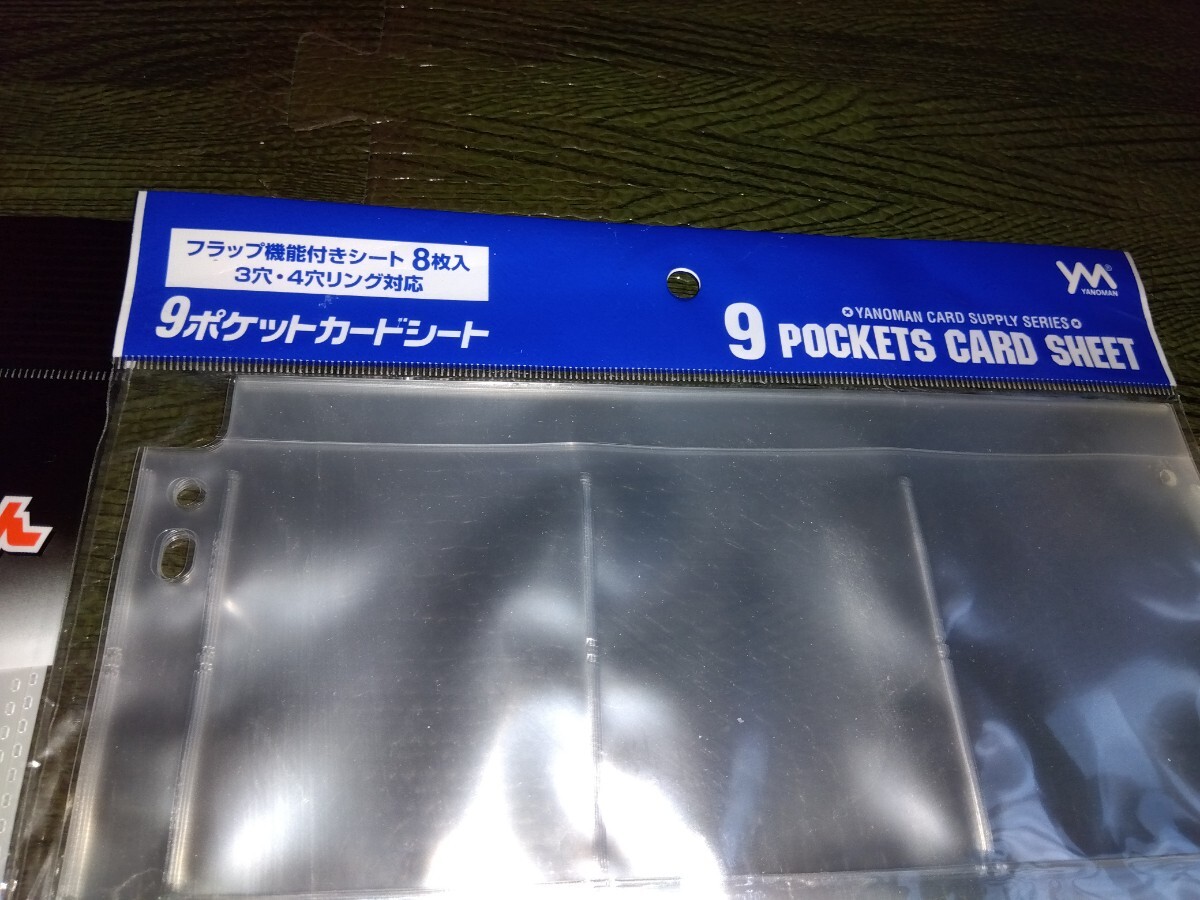 フラップ機能付きシート 8枚入
3穴・4穴リング対応
9ポケットカードシート
YM®
YANOMAN
✪YANOMAN CARD SUPPLY SERIES✪
9 POCKETS CARD SHEET
ん